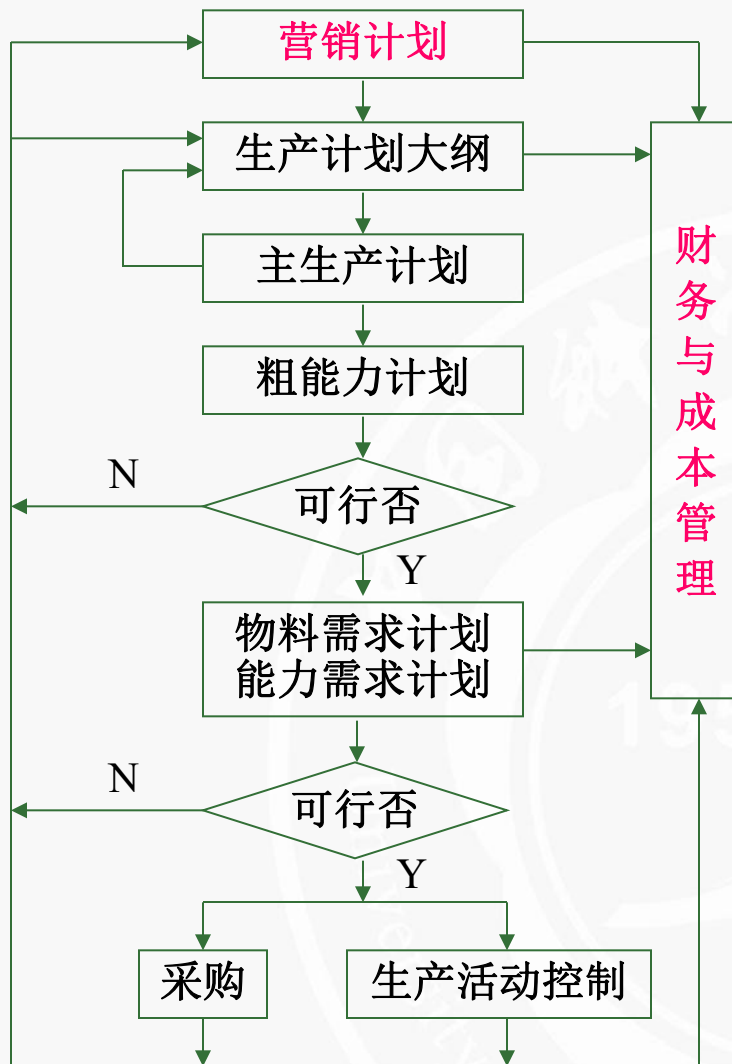 营销计划
生产计划大纲
主生产计划
粗能力计划
财务与成本管理
N
可行否
Y
物料需求计划
能力需求计划
N
可行否
Y
采购
生产活动控制
195